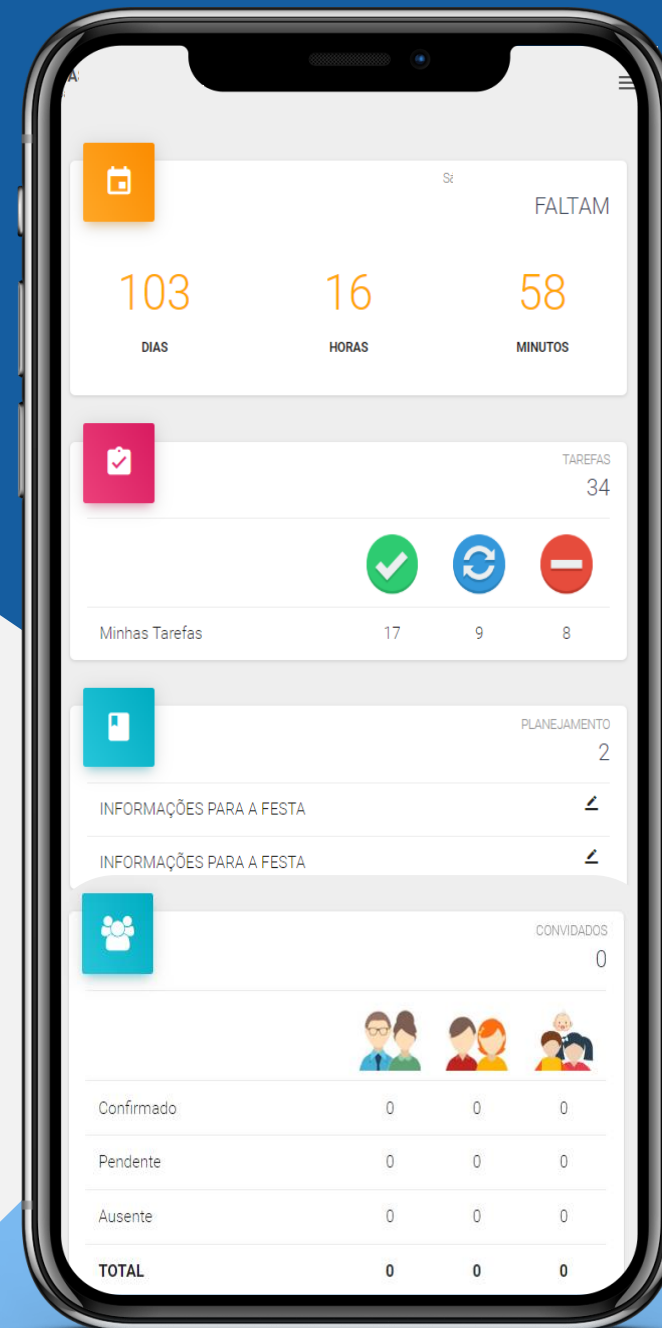 FALTAM
103 16 58
DIAS HORAS MINUTOS
TAREFAS
34
Minhas Tarefas 17 9 8
PLANEJAMENTO
2
INFORMAÇÕES PARA A FESTA
INFORMAÇÕES PARA A FESTA
CONVIDADOS
0
Confirmado 0 0 0
Pendente 0 0 0
Ausente 0 0 0
TOTAL 0 0 0